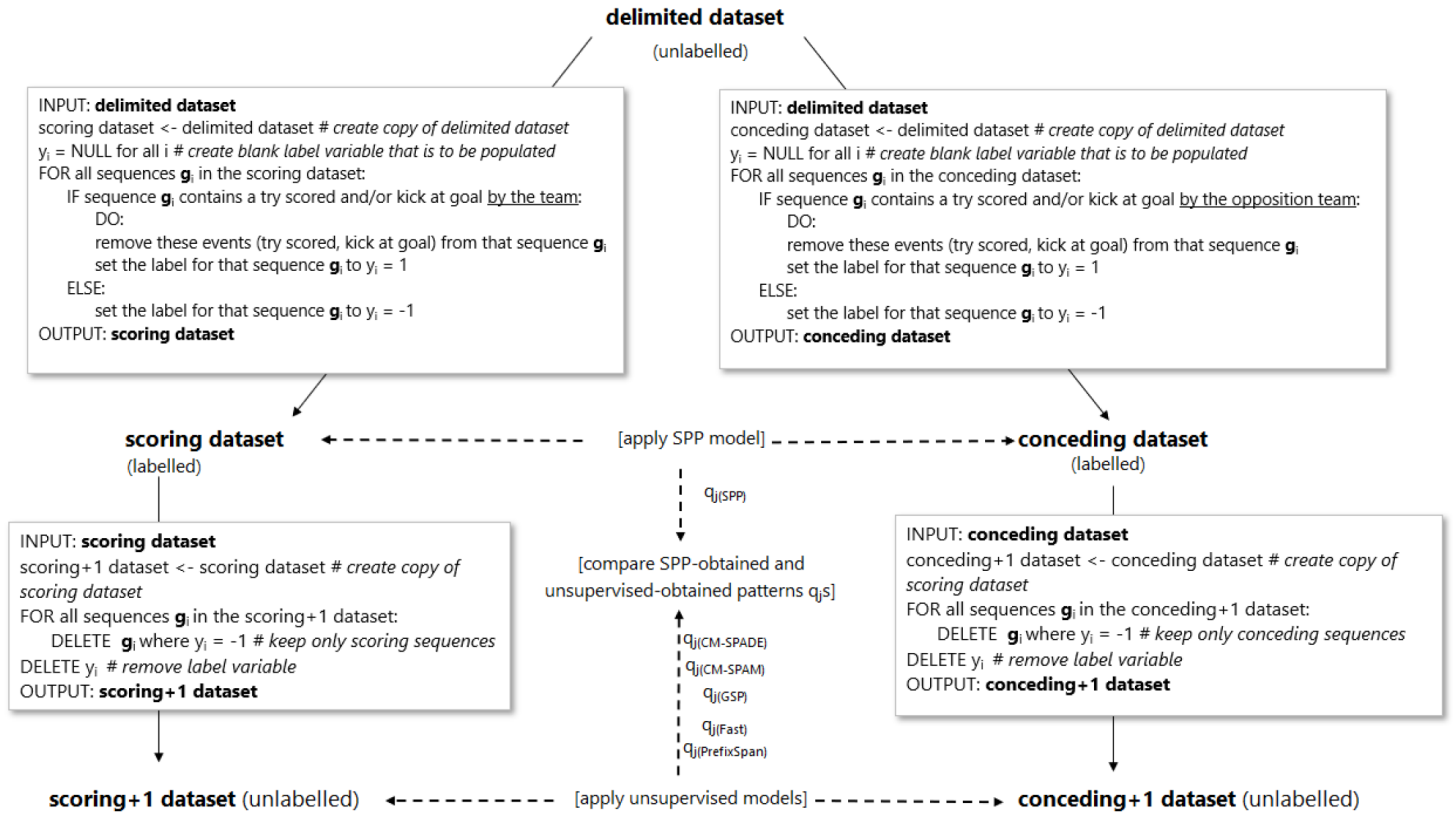 delimited dataset
(unlabelled)
INPUT: delimited dataset
scoring dataset <- delimited dataset # create copy of delimited dataset
yi = NULL for all i # create blank label variable that is to be populated
FOR all sequences gi in the scoring dataset:
IF sequence gi contains a try scored and/or kick at goal by the team:
DO:
remove these events (try scored, kick at goal) from that sequence gi
set the label for that sequence gi to yi = 1
ELSE:
set the label for that sequence gi to yi = -1
OUTPUT: scoring dataset
INPUT: delimited dataset
conceding dataset <- delimited dataset # create copy of delimited dataset
yi = NULL for all i # create blank label variable that is to be populated
FOR all sequences gi in the conceding dataset:
IF sequence gi contains a try scored and/or kick at goal by the opposition team:
DO:
remove these events (try scored, kick at goal) from that sequence gi
set the label for that sequence gi to yi = 1
ELSE:
set the label for that sequence gi to yi = -1
OUTPUT: conceding dataset
scoring dataset
(labelled)
[apply SPP model]
conceding dataset
(labelled)
qj(SPP)
INPUT: scoring dataset
scoring+1 dataset <- scoring dataset # create copy of
scoring dataset
FOR all sequences gi in the scoring+1 dataset:
DELETE gi where yi = -1 # keep only scoring sequences
DELETE yi # remove label variable
OUTPUT: scoring+1 dataset
[compare SPP-obtained and
unsupervised-obtained patterns qjs]
qj(CM-SPADE)
qj(CM-SPAM)
qj(GSP)
qj(Fast)
qj(PrefixSpan)
INPUT: conceding dataset
conceding+1 dataset <- conceding dataset # create copy of
scoring dataset
FOR all sequences gi in the conceding+1 dataset:
DELETE gi where yi = -1 # keep only conceding sequences
DELETE yi # remove label variable
OUTPUT: conceding+1 dataset
scoring+1 dataset (unlabelled)
[apply unsupervised models]
conceding+1 dataset (unlabelled)